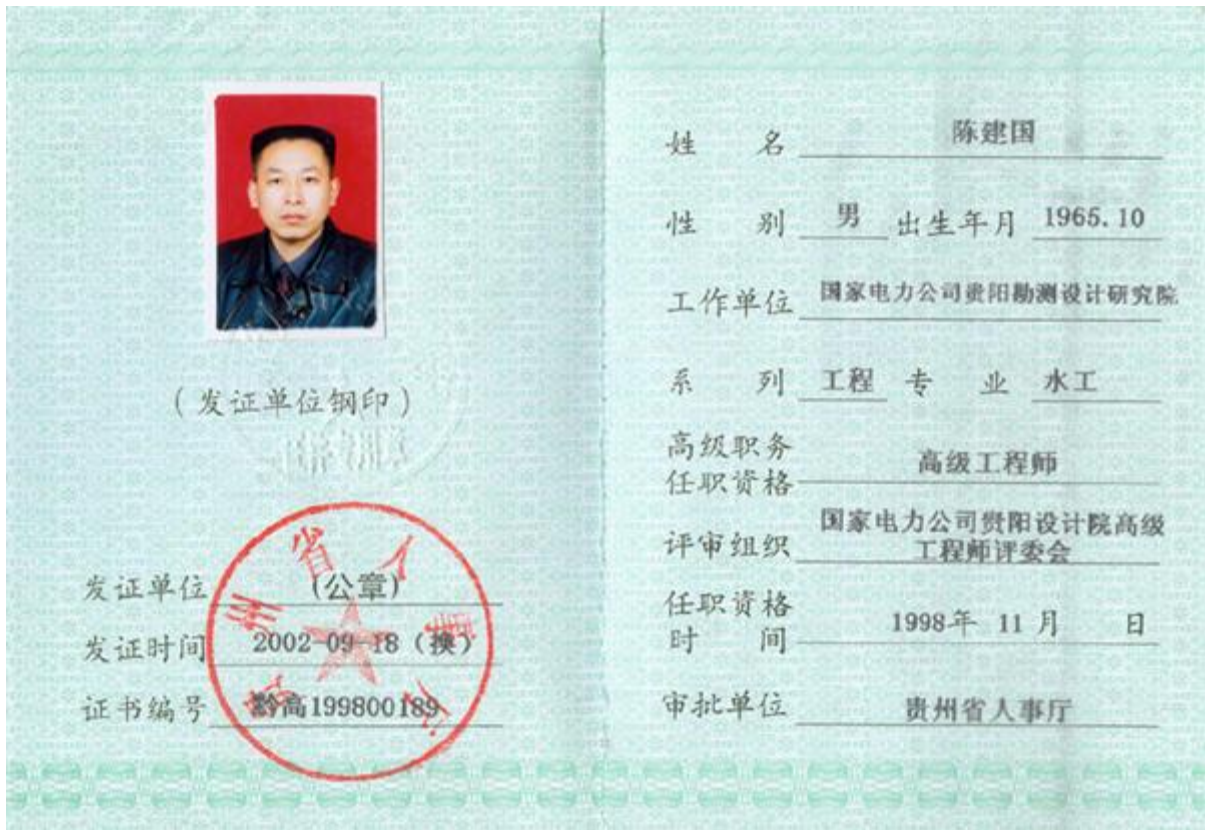 (发证单位钢印)
发证单位 (公章)
发证时间 2002-09-18(换)
证书编号 黔高199800189
贵州省人事厅
姓 名 陈建国
性 别 男 出生年月 1965.10
工作单位 国家电力公司贵阳勘测设计研究院
系 列 工程 专 业 水工
高级职务
任职资格 高级工程师
评审组织 国家电力公司贵阳设计院高级
工程师评委会
任职资格
时 间 1998年 11月 日
审批单位 贵州省人事厅